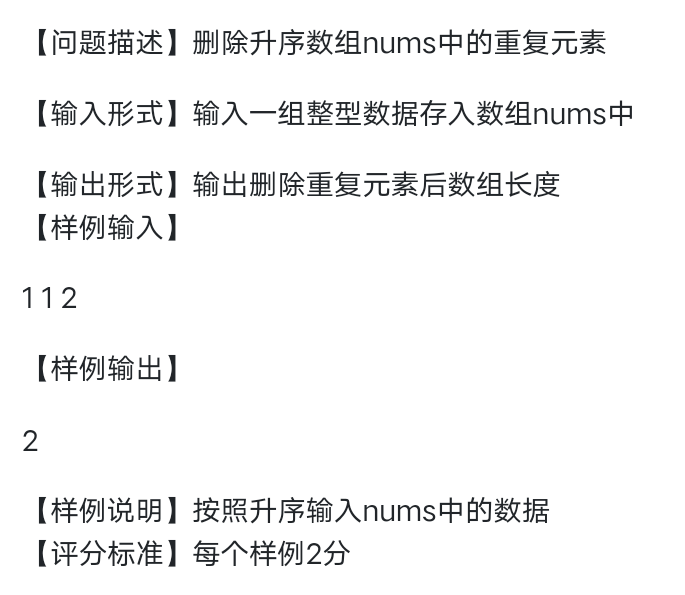 【问题描述】删除升序数组nums中的重复元素
【输入形式】输入一组整型数据存入数组nums中
【输出形式】输出删除重复元素后数组长度
【样例输入】
1 1 2
【样例输出】
2
【样例说明】按照升序输入nums中的数据
【评分标准】每个样例2分